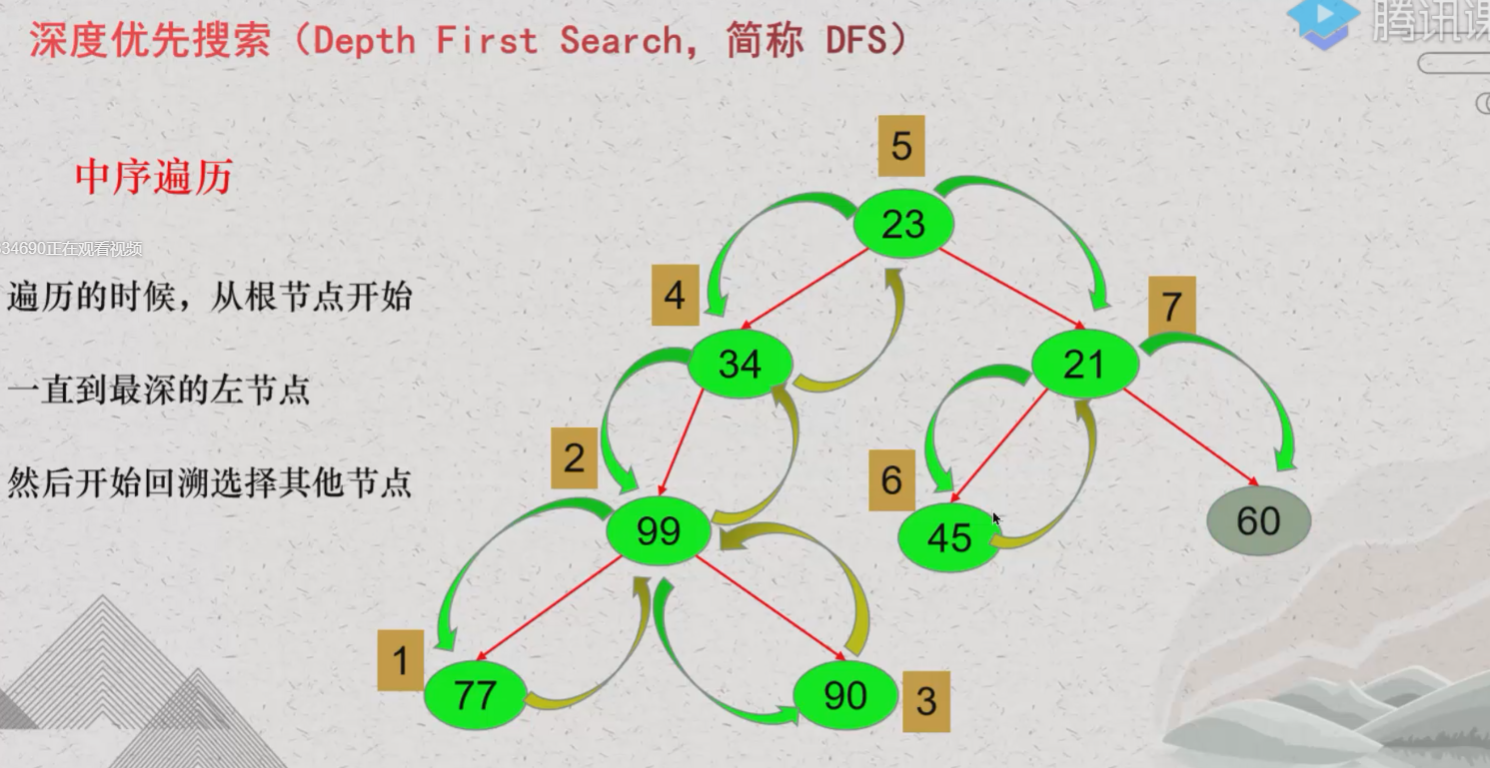 深度优先搜索（Depth First Search，简称 DFS）
腾讯课
中序遍历
34690正在观看视频
遍历的时候，从根节点开始
一直到最深的左节点
然后开始回溯选择其他节点
5
23
4
7
34
21
2
6
99
45
60
1
77
90
3